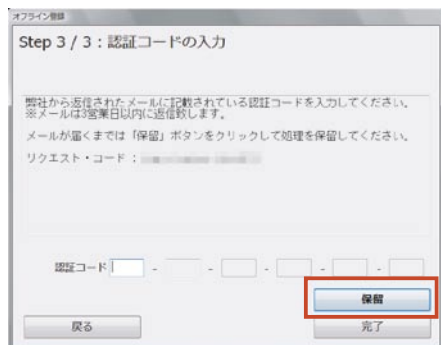 オフライン登録
Step 3 / 3：認証コードの入力
弊社から返信されたメールに記載されている認証コードを入力してください。
※メールは3営業日以内に返信致します。
メールが届くまでは「保留」ボタンをクリックして処理を保留してください。
リクエスト・コード：
認証コード - - - - -
保留
戻る 完了